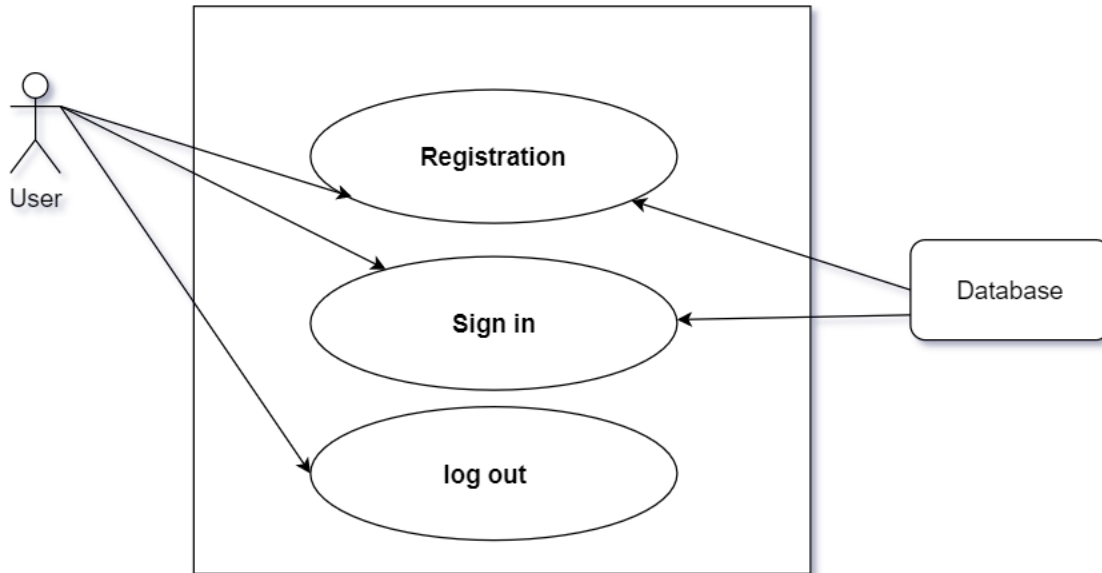 Registration
User
Sign in
Database
log out